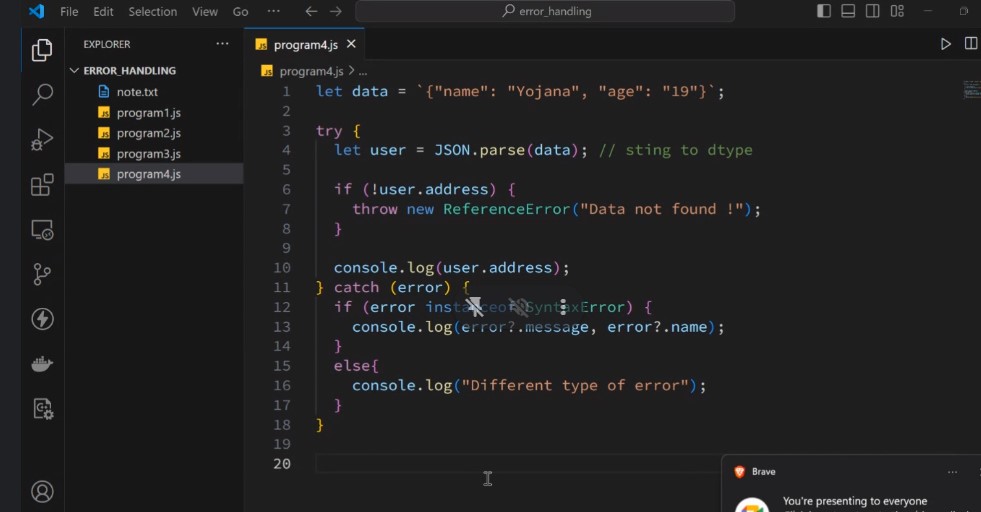 File Edit Selection View Go ··· error_handling
EXPLORER ···
ERROR_HANDLING
note.txt
program1.js
program2.js
program3.js
program4.js
JS program4.js
JS program4.js > ...
1 let data = `{"name": "Yojana", "age": "19"}`;
2
3 try {
4 let user = JSON.parse(data); // sting to dtype
5
6 if (!user.address) {
7 throw new ReferenceError("Data not found !");
8 }
9
10 console.log(user.address);
11 } catch (error) {
12 if (error instanceof SyntaxError) {
13 console.log(error?.message, error?.name);
14 }
15 else{
16 console.log("Different type of error");
17 }
18 }
19
20
Brave ···
You're presenting to everyone